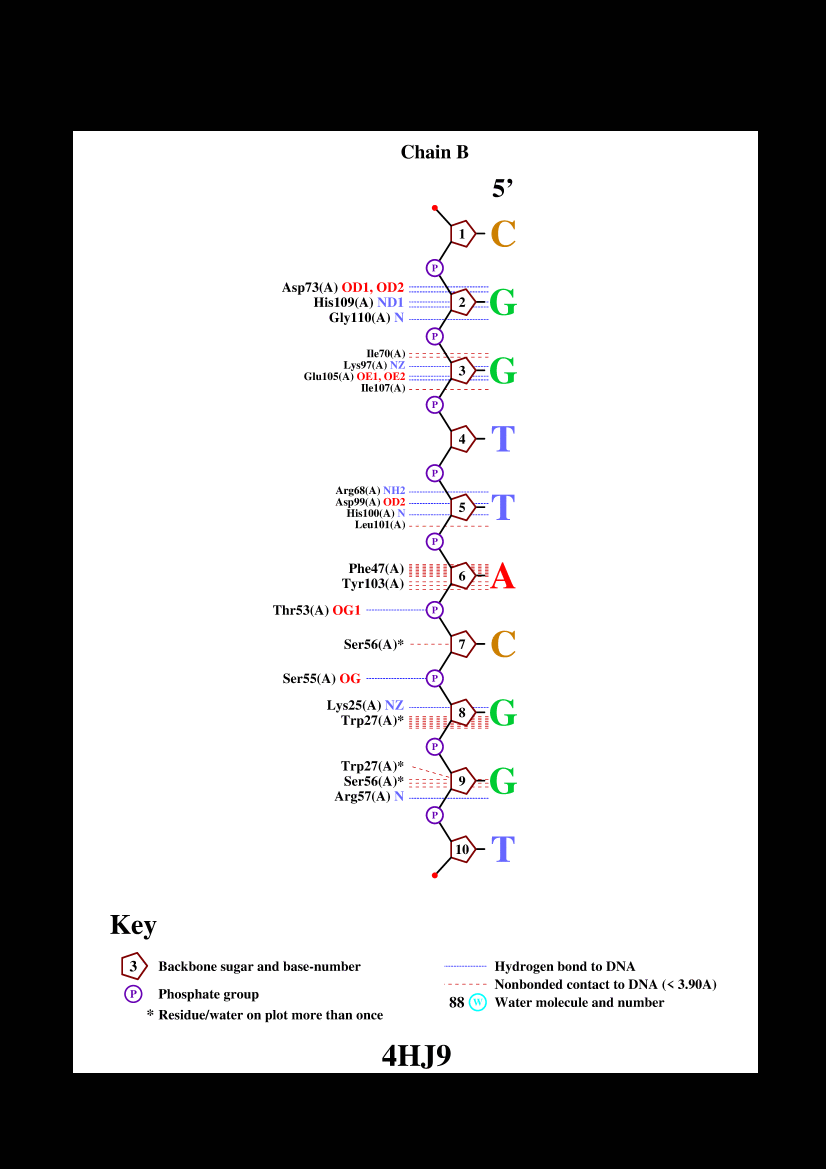 Chain B
5’
1 C
P
Asp73(A) OD1, OD2
His109(A) ND1 2 G
Gly110(A) N
P
Ile70(A)
Lys97(A) NZ 3 G
Glu105(A) OE1, OE2
Ile107(A)
P
4 T
P
Arg68(A) NH2
Asp99(A) OD2 5 T
His100(A) N
Leu101(A)
P
Phe47(A) 6 A
Tyr103(A)
Thr53(A) OG1 P
Ser56(A)* 7 C
Ser55(A) OG P
Lys25(A) NZ 8 G
Trp27(A)*
P
Trp27(A)*
Ser56(A)* 9 G
Arg57(A) N
P
10 T
Key
3 Backbone sugar and base-number
P Phosphate group
* Residue/water on plot more than once
Hydrogen bond to DNA
Nonbonded contact to DNA (< 3.90A)
88 W Water molecule and number
4HJ9